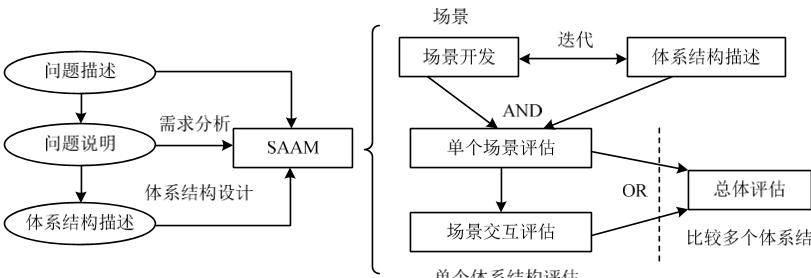 场景
场景开发
迭代
体系结构描述
问题描述
AND
需求分析
问题说明
SAAM
单个场景评估
体系结构设计
OR
总体评估
体系结构描述
场景交互评估
比较多个体系结
单个体系结构评估